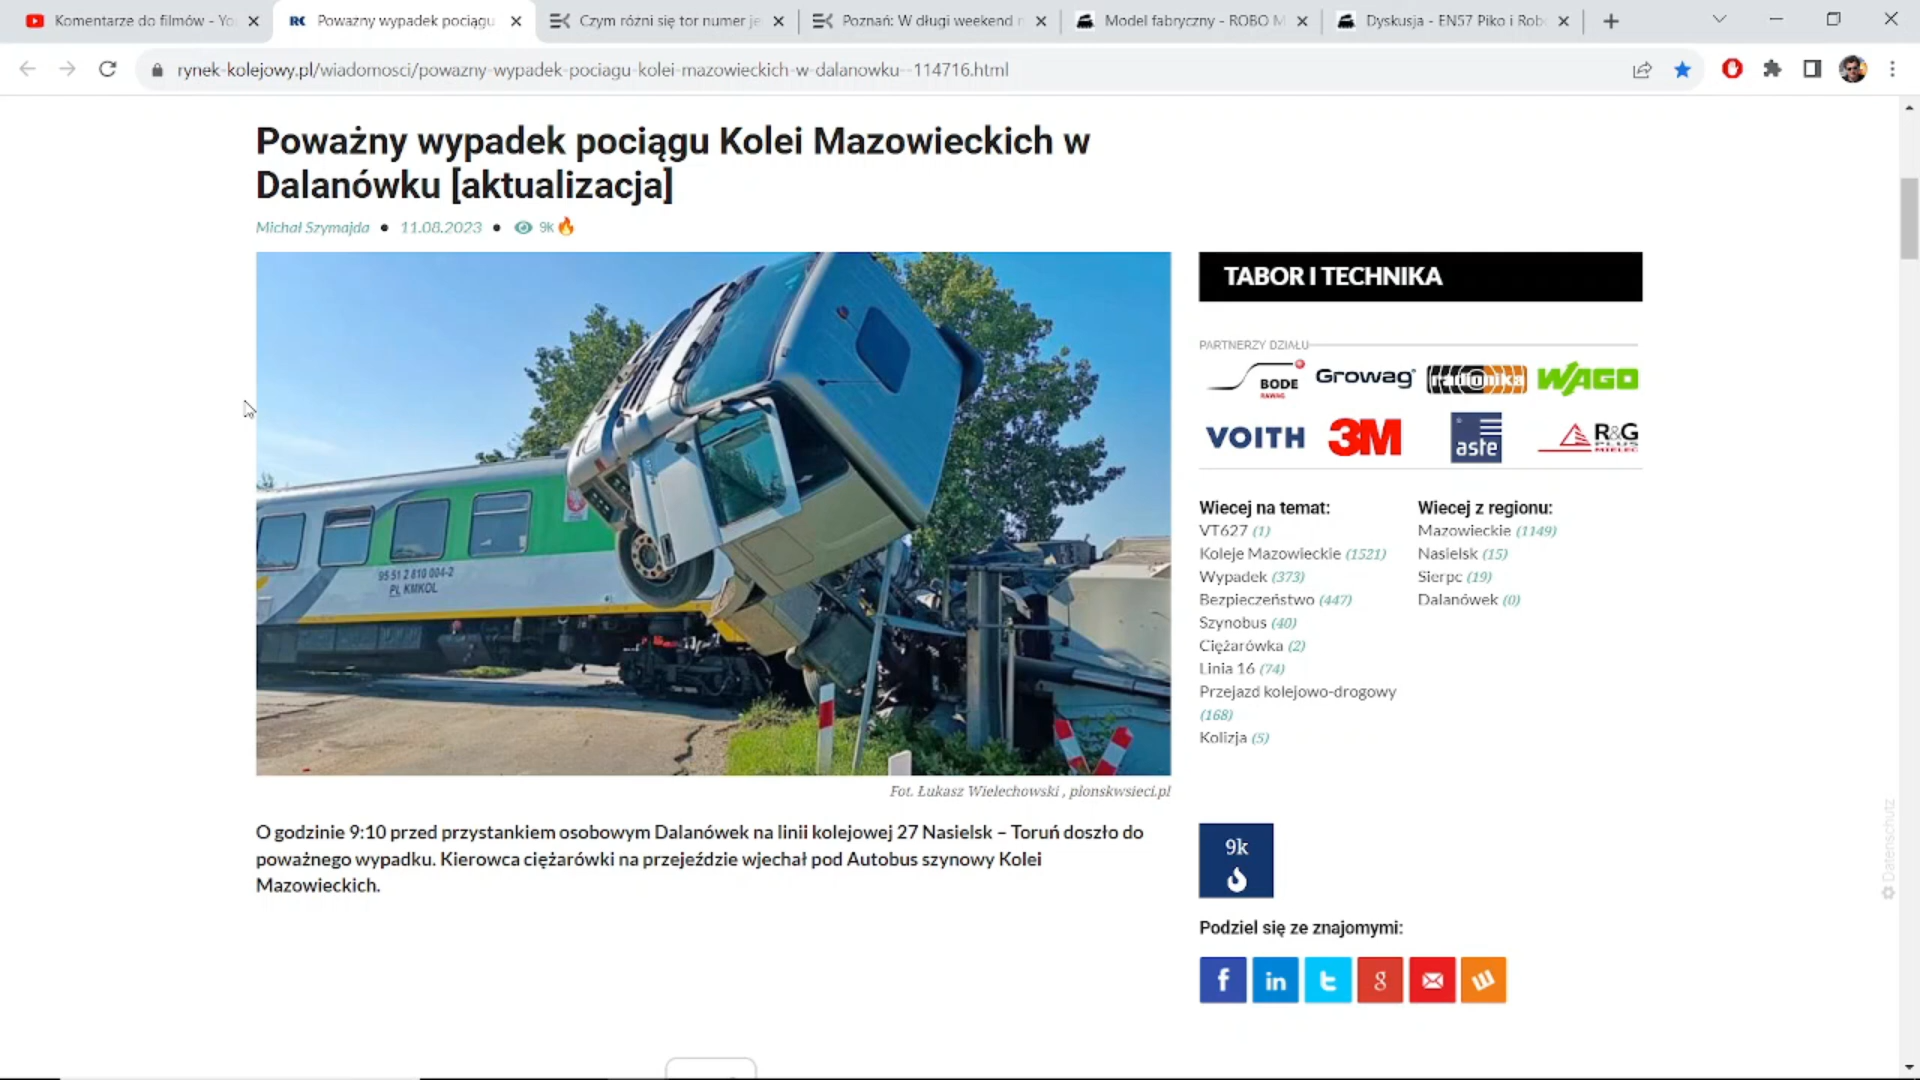 Komentarze do filmów - Yo
Poważny wypadek pociągu
Czym różni się tor numer je
Poznań: W długi weekend n
Model fabryczny - ROBO M
Dyskusja - EN57 Piko i Rob
rynek-kolejowy.pl/wiadomosci/powazny-wypadek-pociagu-kolei-mazowieckich-w-dalanowku--114716.html
Poważny wypadek pociągu Kolei Mazowieckich w
Dalanówku [aktualizacja]
Michał Szymajda ● 11.08.2023 ● 9k
95 51 2 810 004-2
PL KMKOL
Fot. Łukasz Wielechowski , plonskwsieci.pl
O godzinie 9:10 przed przystankiem osobowym Dalanówek na linii kolejowej 27 Nasielsk – Toruń doszło do
poważnego wypadku. Kierowca ciężarówki na przejeździe wjechał pod Autobus szynowy Kolei
Mazowieckich.
TABOR I TECHNIKA
PARTNERZY DZIAŁU
BODE
RAWAG
Growag
radionika
WAGO
VOITH
3M
aste
R&G
PLUS
MIELEC
Wiecej na temat:
VT627 (1)
Koleje Mazowieckie (1521)
Wypadek (373)
Bezpieczeństwo (447)
Szynobus (40)
Ciężarówka (2)
Linia 16 (74)
Przejazd kolejowo-drogowy
(168)
Kolizja (5)
Wiecej z regionu:
Mazowieckie (1149)
Nasielsk (15)
Sierpc (19)
Dalanówek (0)
9k
Podziel się ze znajomymi:
Datenschutz